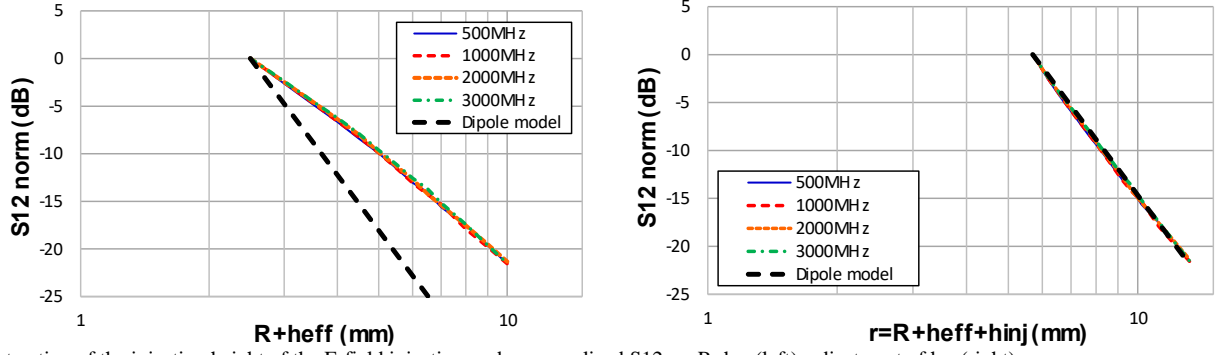 5
0
-5
-10
-15
-20
-25
S12 norm (dB)
500MHz
1000MHz
2000MHz
3000MHz
Dipole model
1
10
R+heff (mm)
5
0
-5
-10
-15
-20
-25
S12 norm (dB)
500MHz
1000MHz
2000MHz
3000MHz
Dipole model
1
10
r=R+heff+hinj (mm)